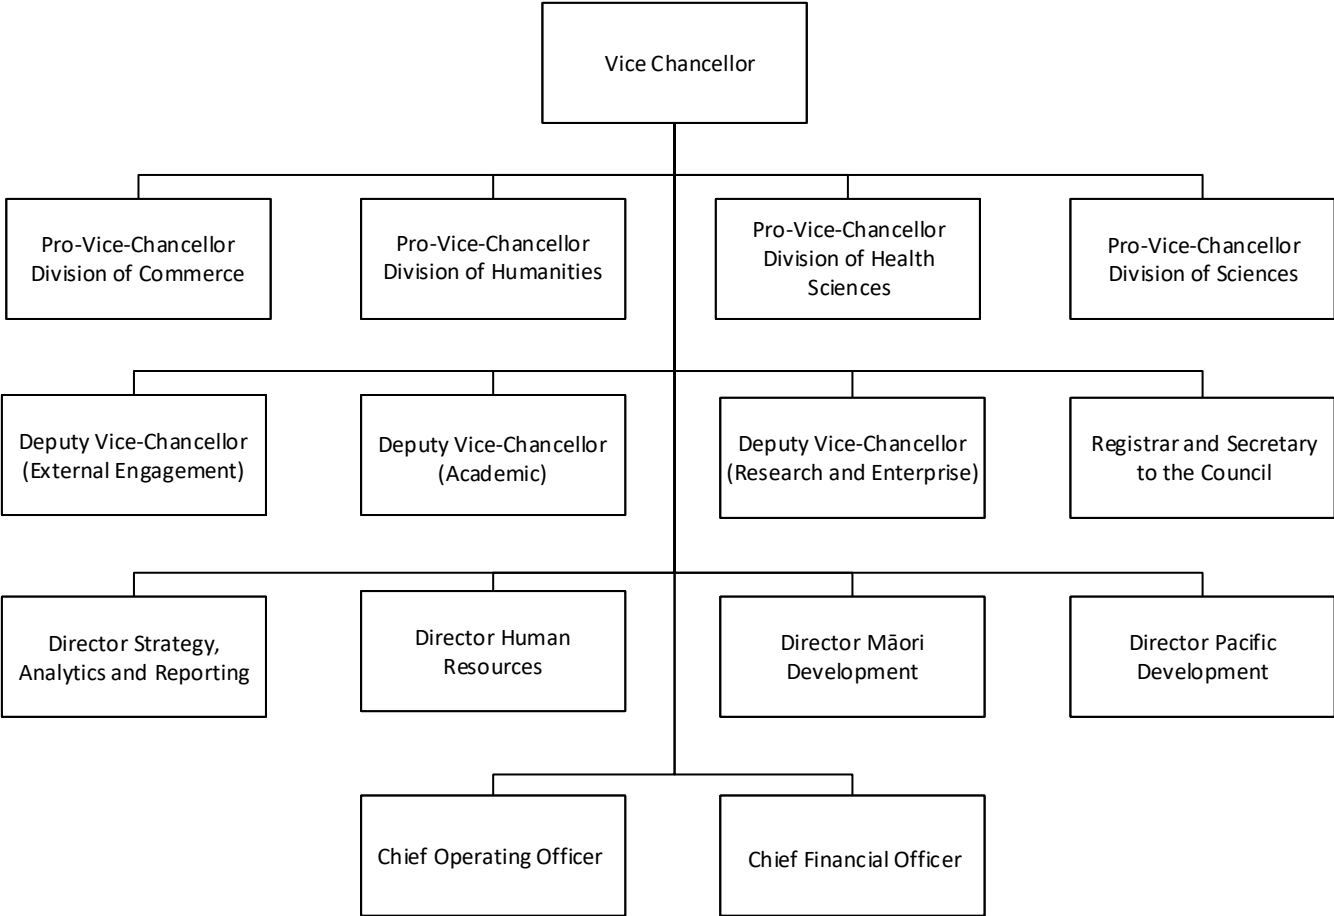 Vice Chancellor
Pro-Vice-Chancellor
Division of Commerce
Pro-Vice-Chancellor
Division of Humanities
Pro-Vice-Chancellor
Division of Health
Sciences
Pro-Vice-Chancellor
Division of Sciences
Deputy Vice-Chancellor
(External Engagement)
Deputy Vice-Chancellor
(Academic)
Deputy Vice-Chancellor
(Research and Enterprise)
Registrar and Secretary
to the Council
Director Strategy,
Analytics and Reporting
Director Human
Resources
Director Māori
Development
Director Pacific
Development
Chief Operating Officer
Chief Financial Officer